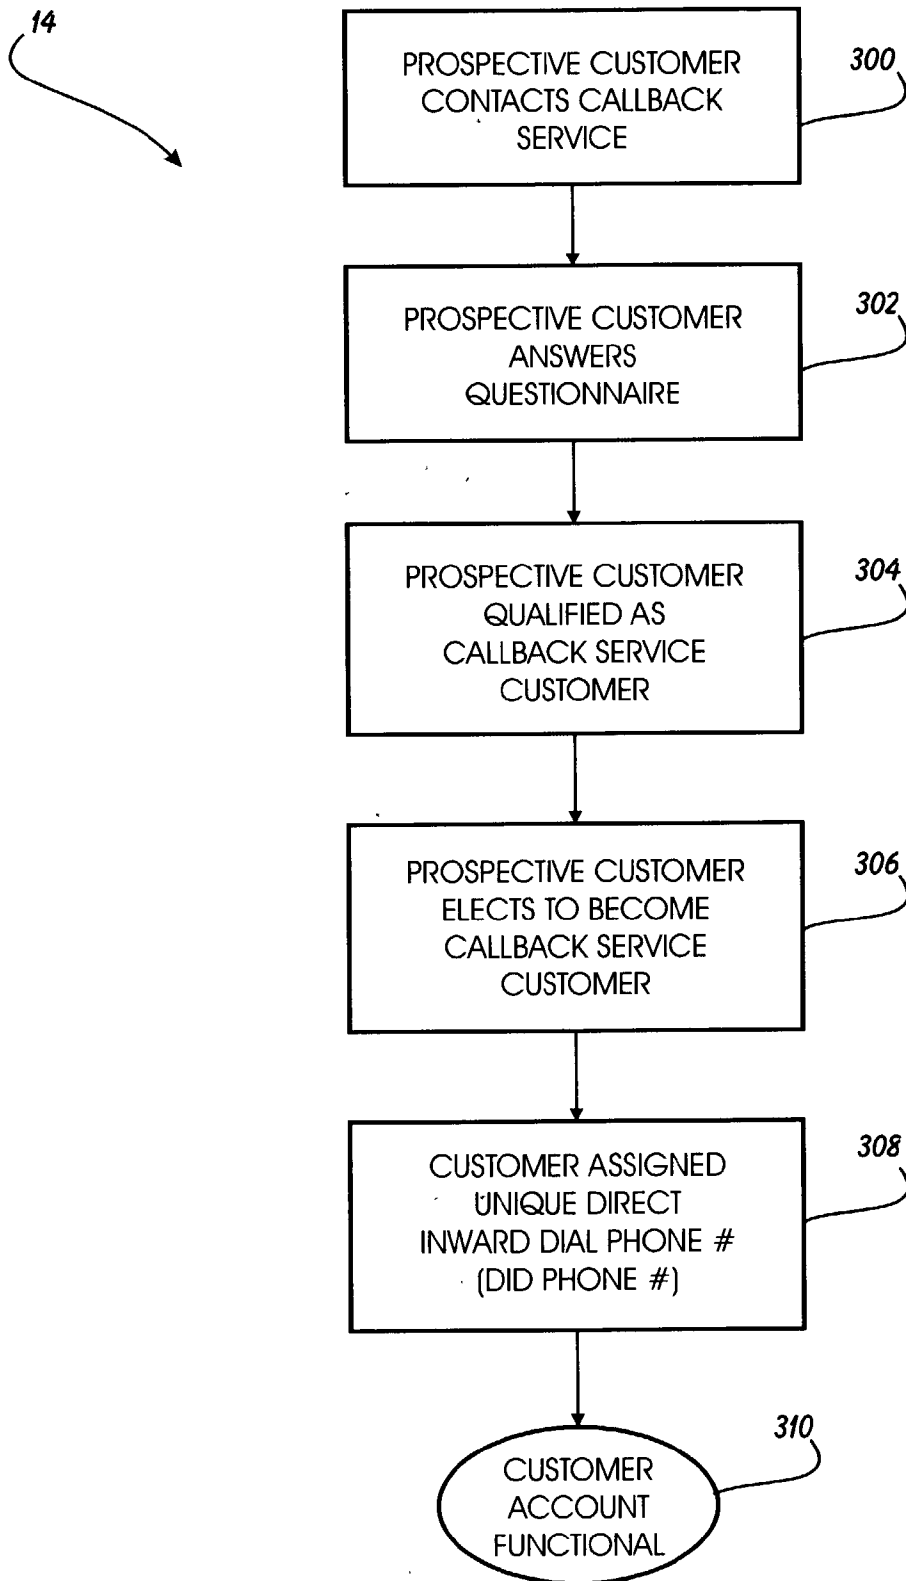 14
PROSPECTIVE CUSTOMER
CONTACTS CALLBACK
SERVICE
300
PROSPECTIVE CUSTOMER
ANSWERS
QUESTIONNAIRE
302
PROSPECTIVE CUSTOMER
QUALIFIED AS
CALLBACK SERVICE
CUSTOMER
304
PROSPECTIVE CUSTOMER
ELECTS TO BECOME
CALLBACK SERVICE
CUSTOMER
306
CUSTOMER ASSIGNED
UNIQUE DIRECT
INWARD DIAL PHONE #
(DID PHONE #)
308
CUSTOMER
ACCOUNT
FUNCTIONAL
310